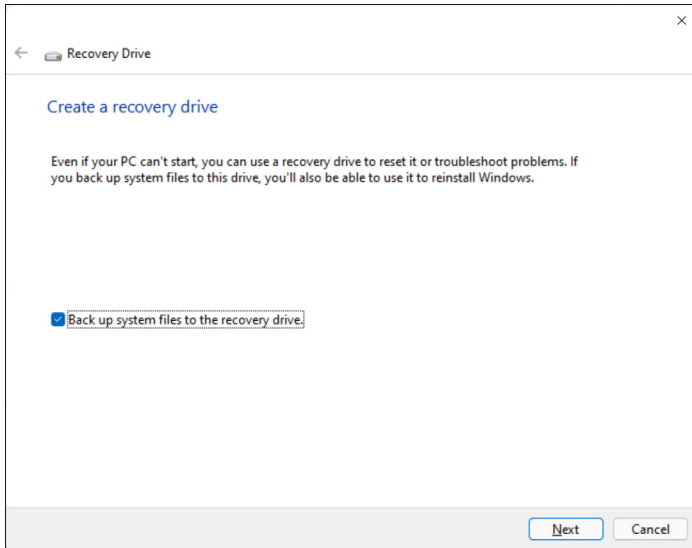 Recovery Drive
Create a recovery drive
Even if your PC can't start, you can use a recovery drive to reset it or troubleshoot problems. If
you back up system files to this drive, you'll also be able to use it to reinstall Windows.
Back up system files to the recovery drive.
Next
Cancel